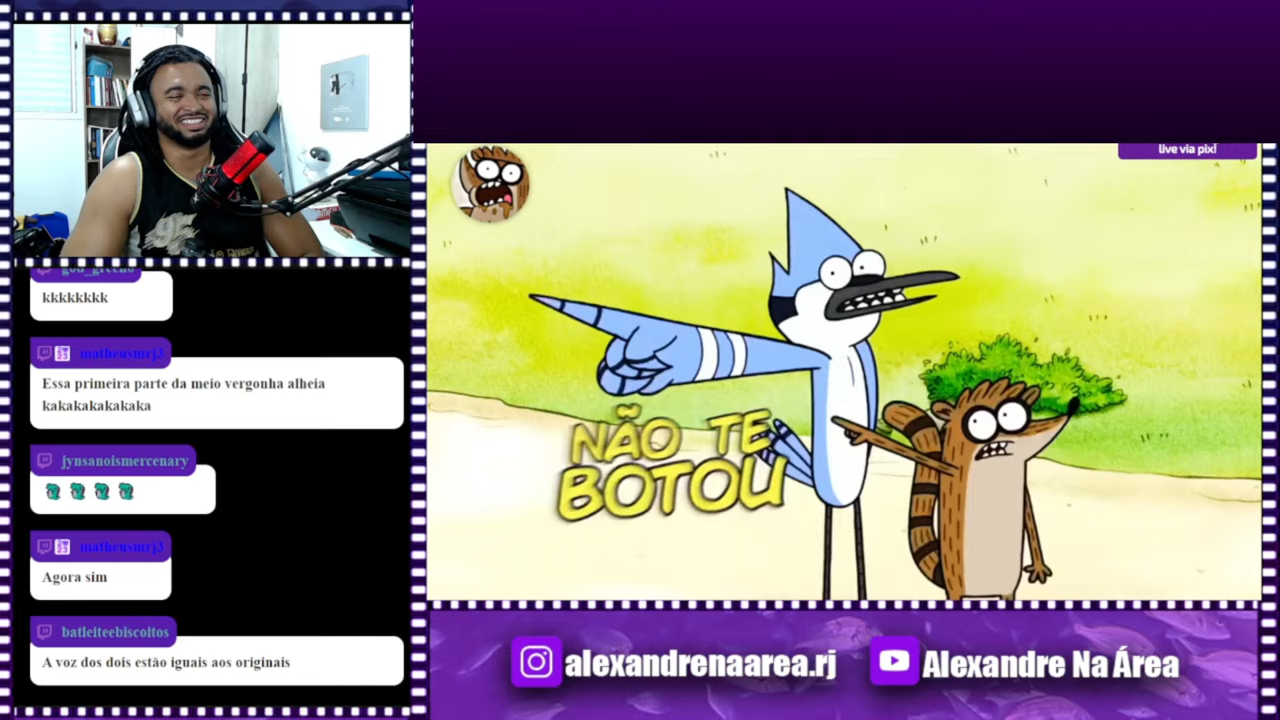 god_greeno
kkkkkkkk
matheusmrj3
Essa primeira parte da meio vergonha alheia
kakakakakakaka
jynsanoismercenary
matheusmrj3
Agora sim
batleiteebiscoitos
A voz dos dois estão iguais aos originais
live via pix!
NÃO TE
BOTOU
alexandrenaarea.rj
Alexandre Na Área